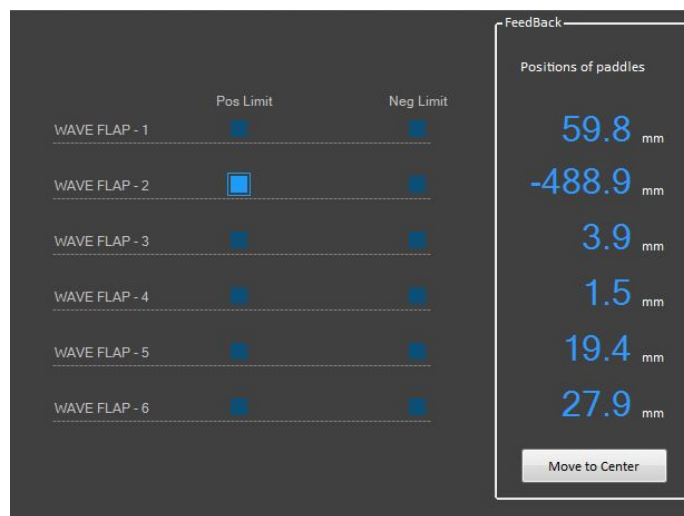 FeedBack
Positions of paddles
Pos Limit Neg Limit
WAVE FLAP - 1 59.8 mm
WAVE FLAP - 2 -488.9 mm
WAVE FLAP - 3 3.9 mm
WAVE FLAP - 4 1.5 mm
WAVE FLAP - 5 19.4 mm
WAVE FLAP - 6 27.9 mm
Move to Center